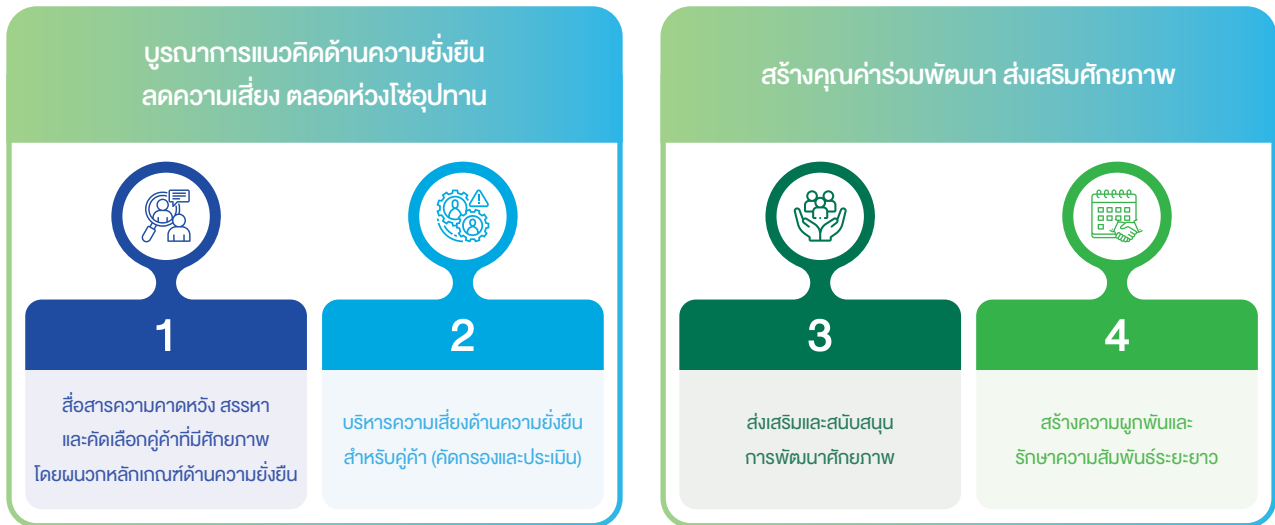 บูรณาการแนวคิดด้านความยั่งยืน
ลดความเสี่ยง ตลอดห่วงโซ่อุปทาน
1
สื่อสารความคาดหวัง สรรหา
และคัดเลือกคู่ค้าที่มีศักยภาพ
โดยผนวกหลักเกณฑ์ด้านความยั่งยืน
2
บริหารความเสี่ยงด้านความยั่งยืน
สำหรับคู่ค้า (คัดกรองและประเมิน)
สร้างคุณค่าร่วมพัฒนา ส่งเสริมศักยภาพ
3
ส่งเสริมและสนับสนุน
การพัฒนาศักยภาพ
4
สร้างความผูกพันและ
รักษาความสัมพันธ์ระยะยาว